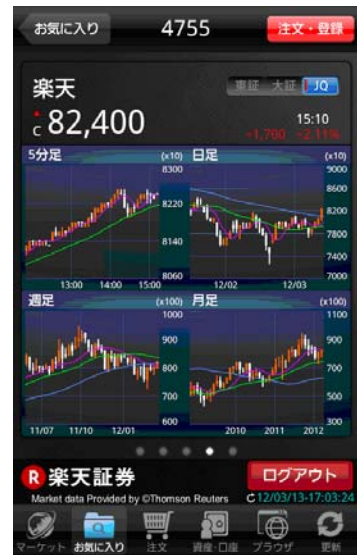 お気に入り 4755 注文・登録
楽天 東証 大証 JQ
C 82,400 15:10
+1,700 +2.11%
5分足 (x10) 日足 (x10)
8300 9000
8600
8220 8200
8140 7800
7400
8060 7000
13:00 14:00 15:00 12/02 12/03
週足 (x100) 月足 (x100)
1000 1100
900 900
800 700
700 500
600 300
11/07 11/10 12/01 2010 2011 2012
R 楽天証券 ログアウト
Market data Provided by ©Thomson Reuters 12/03/13-17:03:24
マーケット お気に入り 注文 資産・口座 ブラウザ 更新